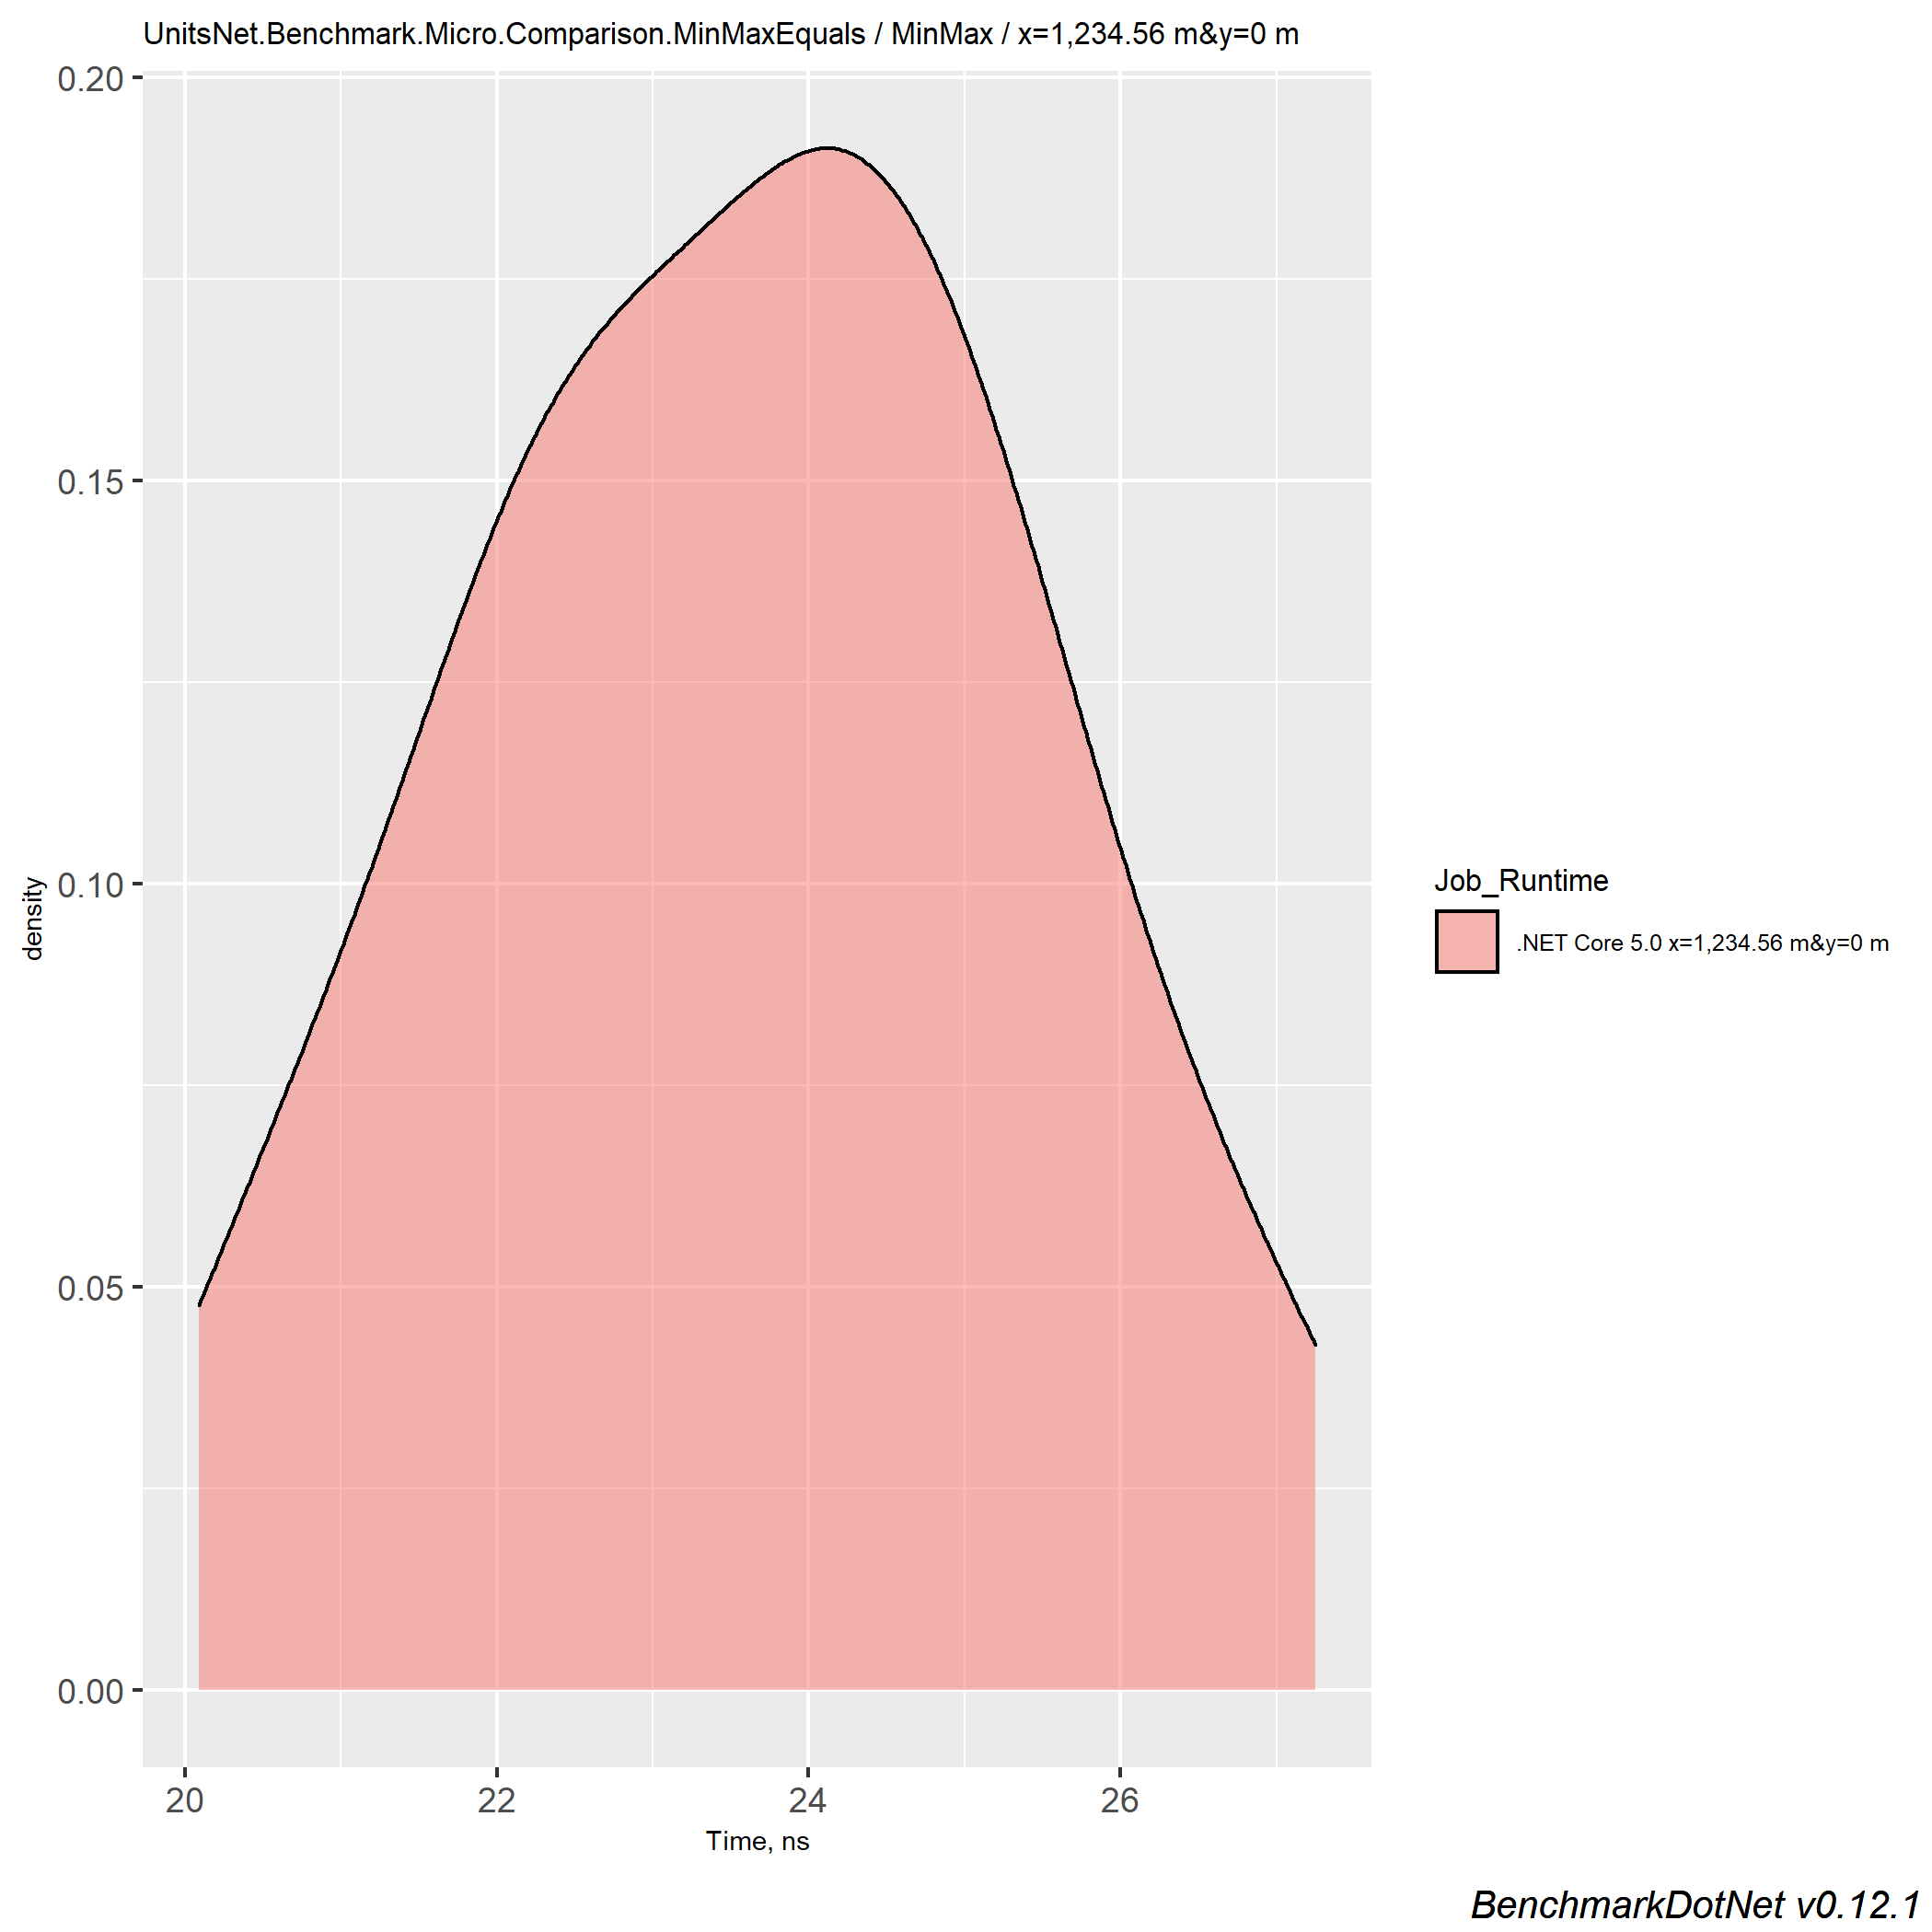 UnitsNet.Benchmark.Micro.Comparison.MinMaxEquals / MinMax / x=1,234.56 m&y=0 m
0.20
0.15
0.10
0.05
0.00
density
20 22 24 26
Time, ns
Job_Runtime
.NET Core 5.0 x=1,234.56 m&y=0 m
BenchmarkDotNet v0.12.1